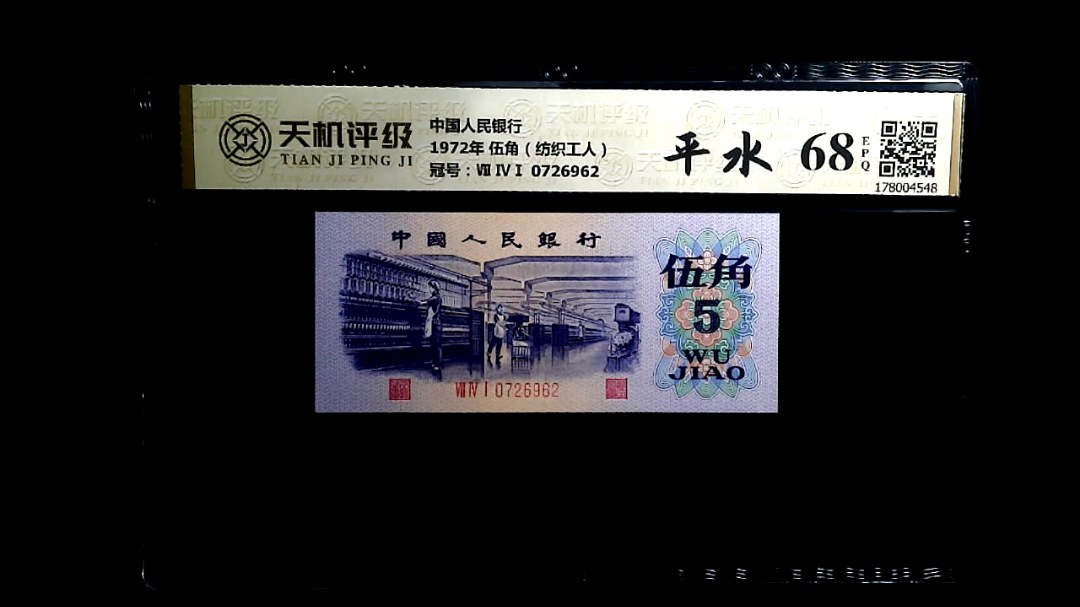 天机评级
TIAN JI PING JI
中国人民银行
1972年 伍角（纺织工人）
冠号：Ⅶ Ⅳ Ⅰ 0726962
平水 68 EPQ
178004548
中國人民銀行
伍角
5
WU
JIAO
Ⅶ Ⅳ Ⅰ 0726962